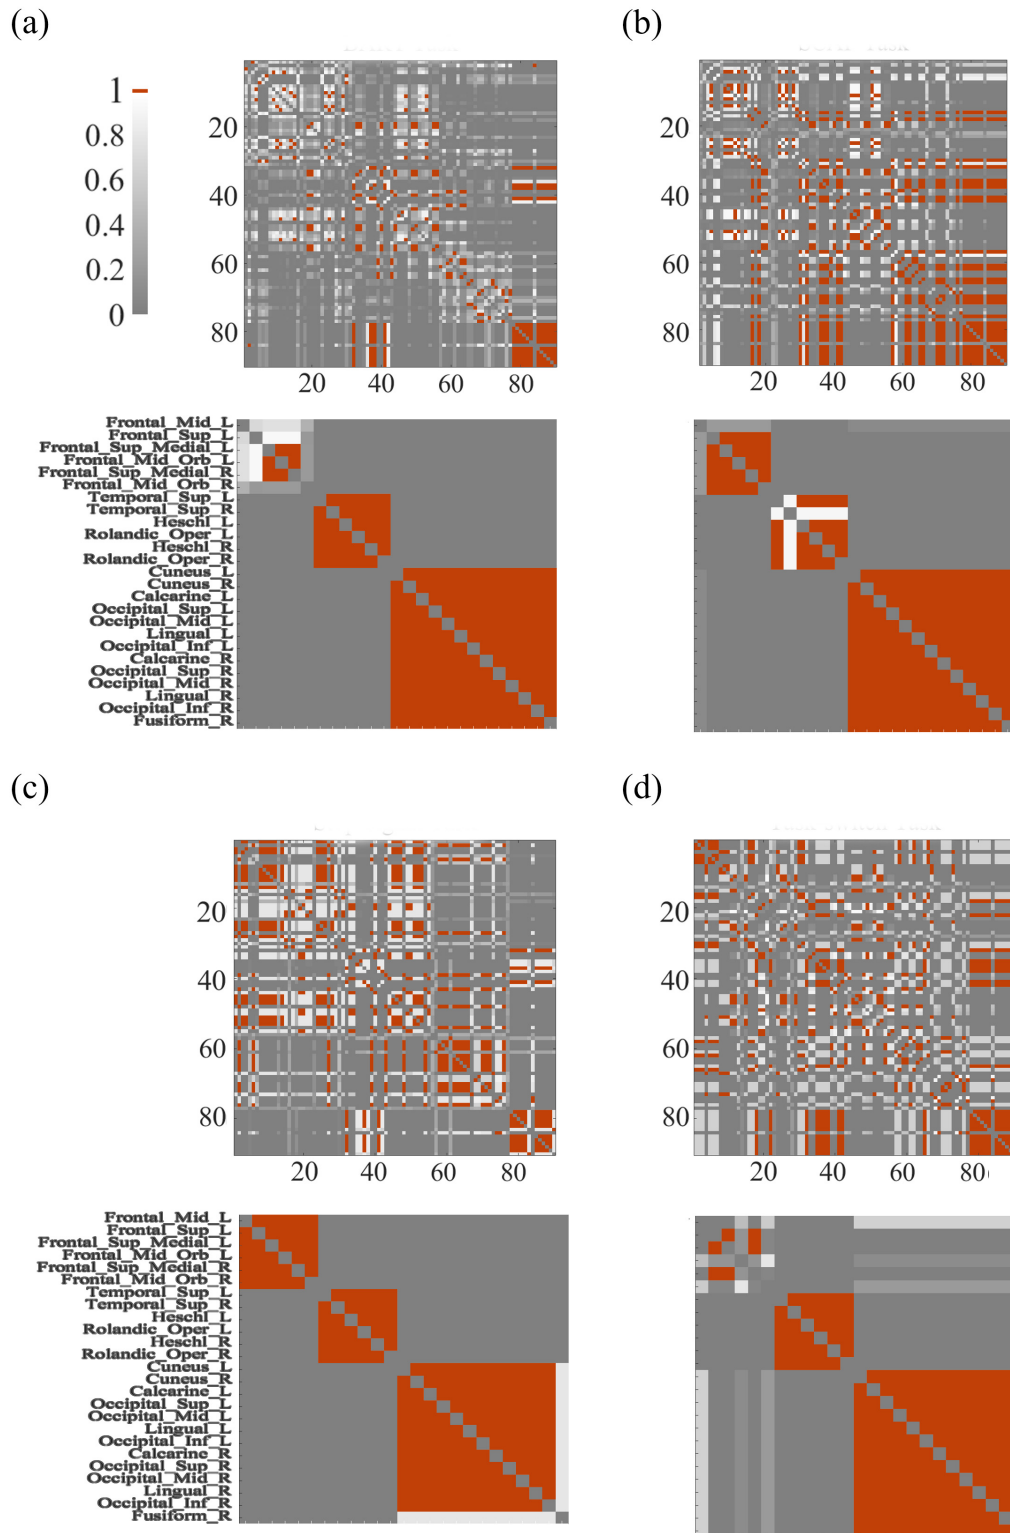 (a)
(b)
1
0.8
0.6
0.4
0.2
0
20
40
60
80
20
40
60
80
20
40
60
80
20
40
60
80
Frontal_Mid_L
Frontal_Sup_L
Frontal_Sup_Medial_L
Frontal_Mid_Orb_L
Frontal_Sup_Medial_R
Frontal_Mid_Orb_R
Temporal_Sup_L
Temporal_Sup_R
Heschl_L
Rolandic_Oper_L
Heschl_R
Rolandic_Oper_R
Cuneus_L
Cuneus_R
Calcarine_L
Occipital_Sup_L
Occipital_Mid_L
Lingual_L
Occipital_Inf_L
Calcarine_R
Occipital_Sup_R
Occipital_Mid_R
Lingual_R
Occipital_Inf_R
Fusiform_R
(c)
(d)
20
40
60
80
20
40
60
80
20
40
60
80
20
40
60
80
Frontal_Mid_L
Frontal_Sup_L
Frontal_Sup_Medial_L
Frontal_Mid_Orb_L
Frontal_Sup_Medial_R
Frontal_Mid_Orb_R
Temporal_Sup_L
Temporal_Sup_R
Heschl_L
Rolandic_Oper_L
Heschl_R
Rolandic_Oper_R
Cuneus_L
Cuneus_R
Calcarine_L
Occipital_Sup_L
Occipital_Mid_L
Lingual_L
Occipital_Inf_L
Calcarine_R
Occipital_Sup_R
Occipital_Mid_R
Lingual_R
Occipital_Inf_R
Fusiform_R